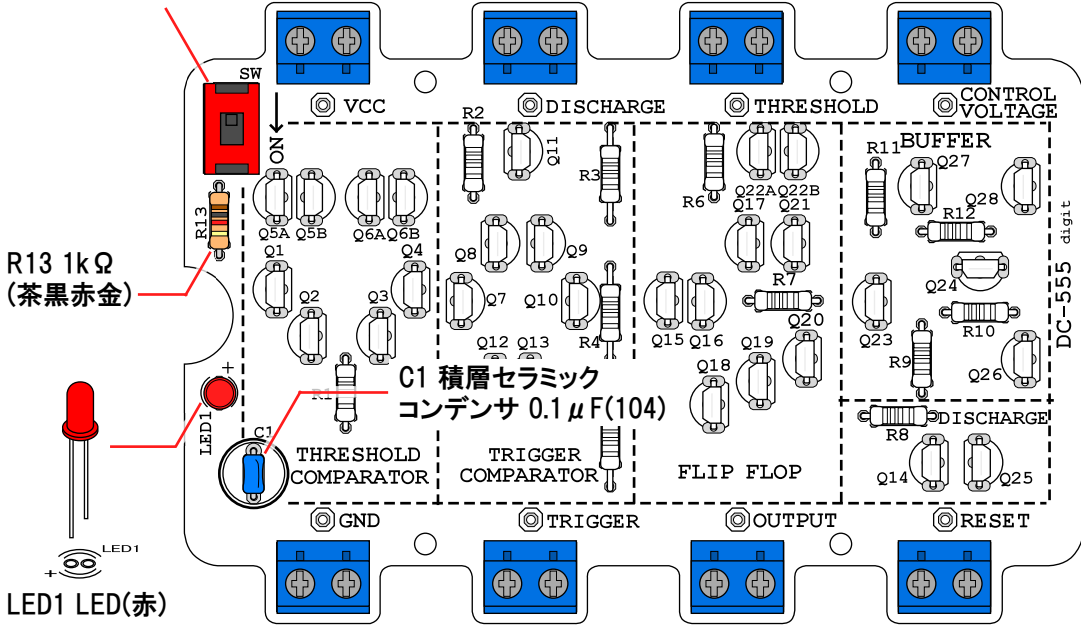 SW
ON
VCC
DISCHARGE
THRESHOLD
CONTROL
VOLTAGE
R2
Q11
R3
R6
Q22A
Q22B
R11
BUFFER
Q27
Q28
R13
Q5A
Q5B
Q6A
Q6B
Q17
Q21
R12
digit
R13 1kΩ
(茶黒赤金)
Q1
Q4
Q8
Q9
Q24
DC-555
Q2
Q3
Q7
Q10
R7
Q15
Q16
Q20
Q23
R10
Q12
Q13
R4
Q18
Q19
R9
Q26
C1 積層セラミック
コンデンサ 0.1μF(104)
R1
+
LED1
C1
R8
DISCHARGE
THRESHOLD
COMPARATOR
TRIGGER
COMPARATOR
FLIP FLOP
Q14
Q25
GND
TRIGGER
OUTPUT
RESET
LED1
+
LED1 LED(赤)